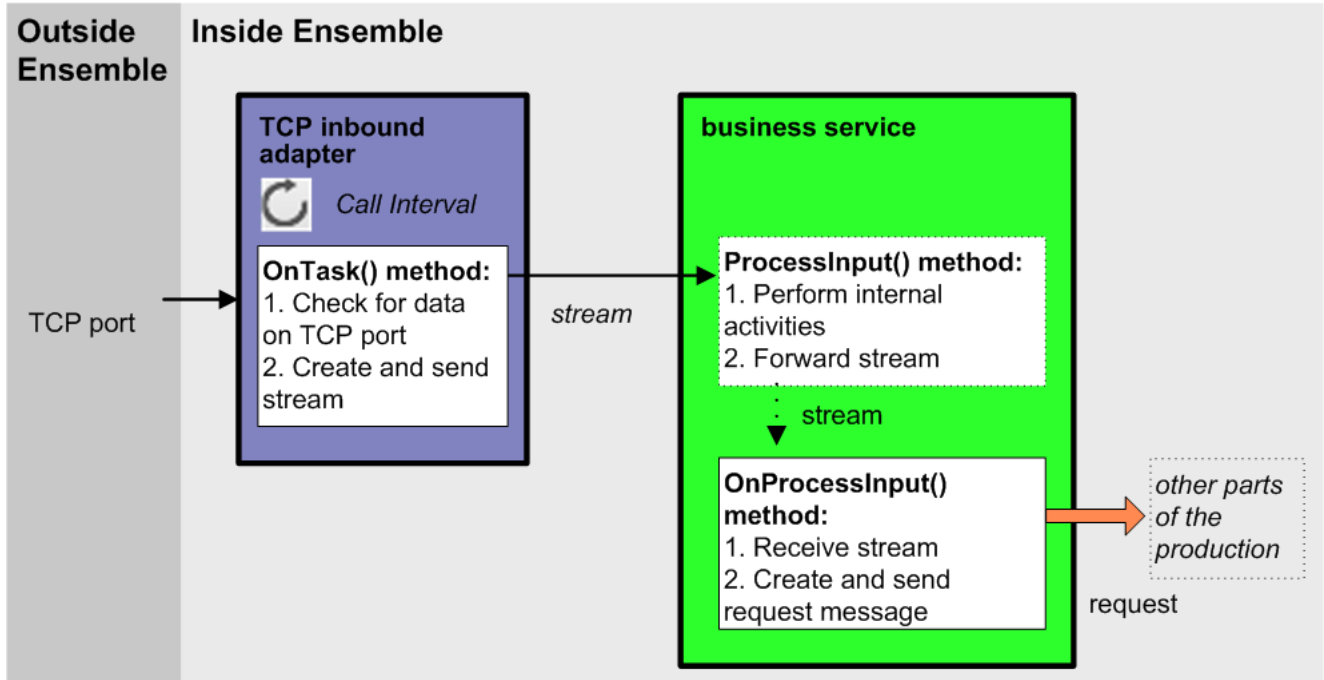 Outside
Ensemble
Inside Ensemble
TCP port
TCP inbound
adapter
Call Interval
OnTask() method:
1. Check for data
on TCP port
2. Create and send
stream
stream
business service
ProcessInput() method:
1. Perform internal
activities
2. Forward stream
stream
OnProcessInput()
method:
1. Receive stream
2. Create and send
request message
request
other parts
of the
production